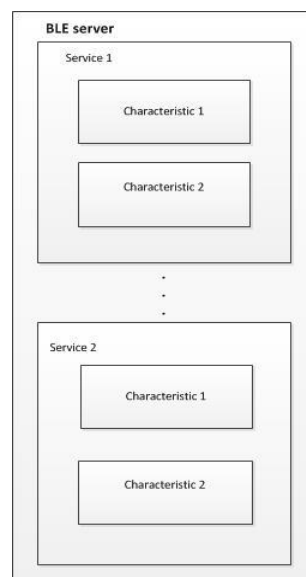 BLE server
Service 1
Characteristic 1
Characteristic 2
.
.
.
Service 2
Characteristic 1
Characteristic 2